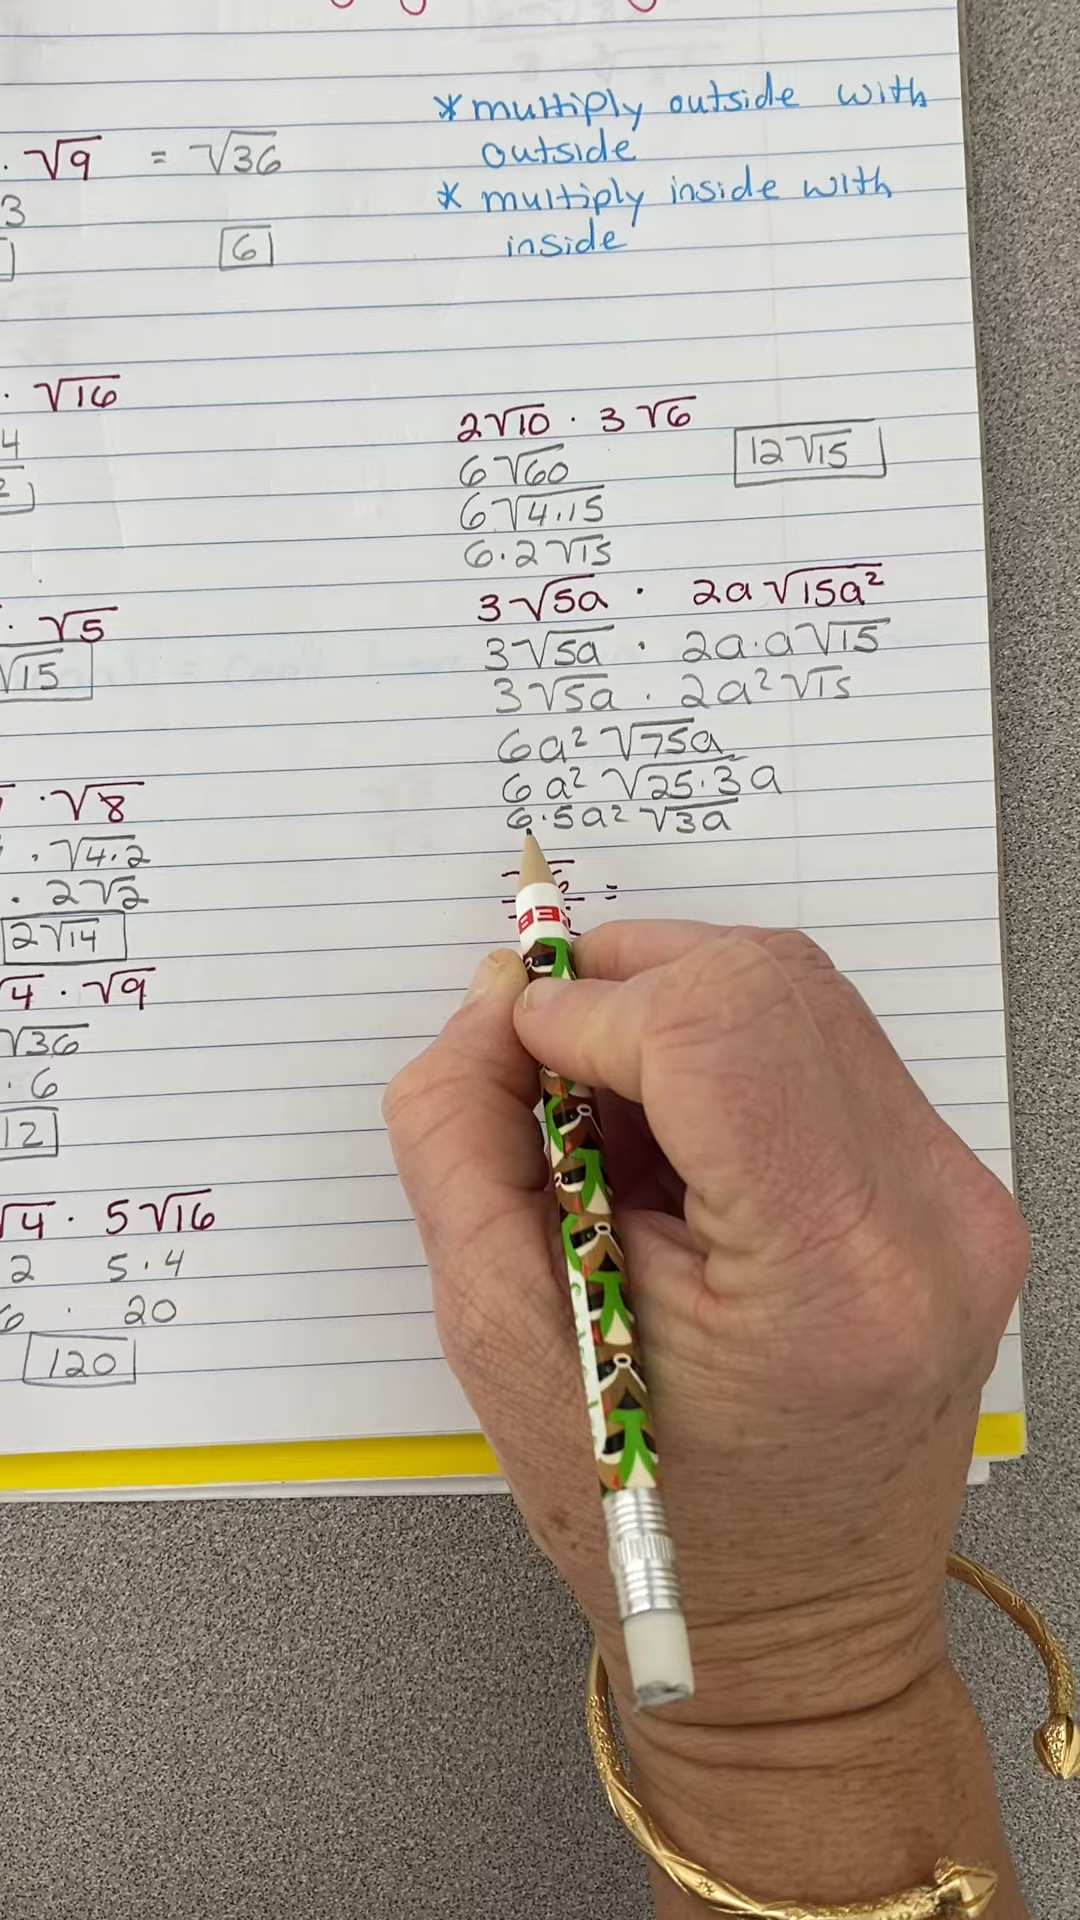 * multiply outside with
outside
* multiply inside with
inside
· √9 = √36
3
6
· √16
4
2
· √5
√15
· √8
· √4·2
· 2√2
2√14
√4 · √9
√36
· 6
12
√4 · 5√16
2 5·4
6 · 20
120
2√10 · 3√6
6√60
12√15
6√4·15
6·2√15
3√5a · 2a√15a²
3√5a · 2a·a√15
3√5a · 2a²√15
6a²√75a
6a²√25·3a
6·5a²√3a
=